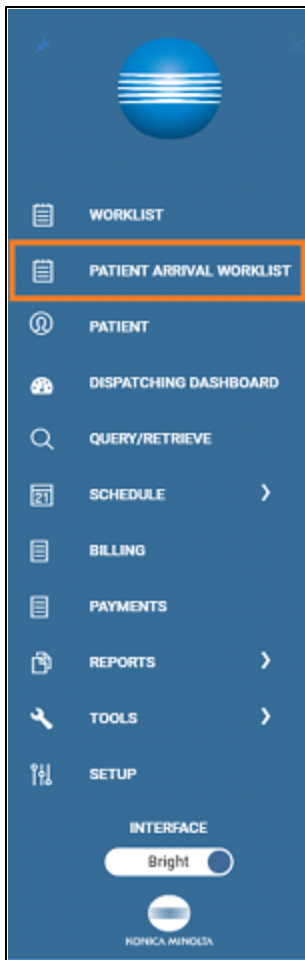 WORKLIST
PATIENT ARRIVAL WORKLIST
PATIENT
DISPATCHING DASHBOARD
QUERY/RETRIEVE
21 SCHEDULE
BILLING
PAYMENTS
REPORTS
TOOLS
SETUP
INTERFACE
Bright
KONICA MINOLTA